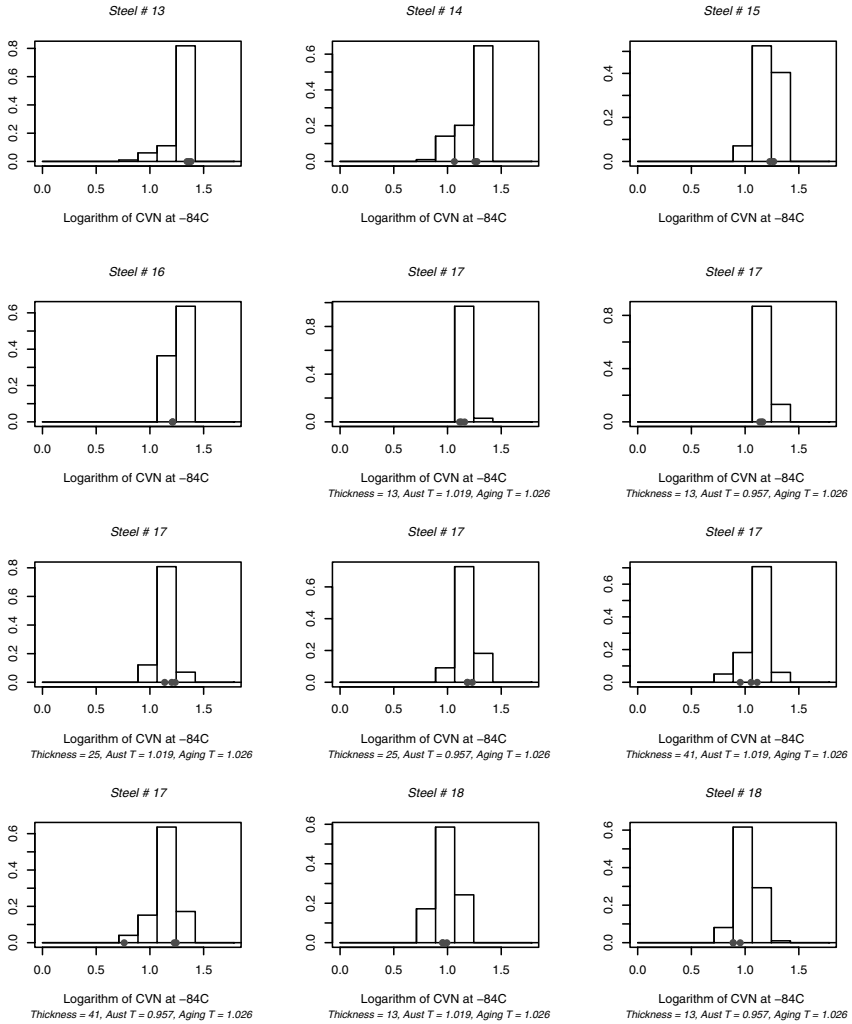 Steel # 13
0.0 0.2 0.4 0.6 0.8
0.0 0.5 1.0 1.5
Logarithm of CVN at −84C
Steel # 14
0.0 0.2 0.4 0.6
0.0 0.5 1.0 1.5
Logarithm of CVN at −84C
Steel # 15
0.0 0.2 0.4
0.0 0.5 1.0 1.5
Logarithm of CVN at −84C
Steel # 16
0.0 0.2 0.4 0.6
0.0 0.5 1.0 1.5
Logarithm of CVN at −84C
Steel # 17
0.0 0.4 0.8
0.0 0.5 1.0 1.5
Logarithm of CVN at −84C
Thickness = 13, Aust T = 1.019, Aging T = 1.026
Steel # 17
0.0 0.4 0.8
0.0 0.5 1.0 1.5
Logarithm of CVN at −84C
Thickness = 13, Aust T = 0.957, Aging T = 1.026
Steel # 17
0.0 0.2 0.4 0.6 0.8
0.0 0.5 1.0 1.5
Logarithm of CVN at −84C
Thickness = 25, Aust T = 1.019, Aging T = 1.026
Steel # 17
0.0 0.2 0.4 0.6
0.0 0.5 1.0 1.5
Logarithm of CVN at −84C
Thickness = 25, Aust T = 0.957, Aging T = 1.026
Steel # 17
0.0 0.2 0.4 0.6
0.0 0.5 1.0 1.5
Logarithm of CVN at −84C
Thickness = 41, Aust T = 1.019, Aging T = 1.026
Steel # 17
0.0 0.2 0.4 0.6
0.0 0.5 1.0 1.5
Logarithm of CVN at −84C
Thickness = 41, Aust T = 0.957, Aging T = 1.026
Steel # 18
0.0 0.2 0.4 0.6
0.0 0.5 1.0 1.5
Logarithm of CVN at −84C
Thickness = 13, Aust T = 1.019, Aging T = 1.026
Steel # 18
0.0 0.2 0.4 0.6
0.0 0.5 1.0 1.5
Logarithm of CVN at −84C
Thickness = 13, Aust T = 0.957, Aging T = 1.026